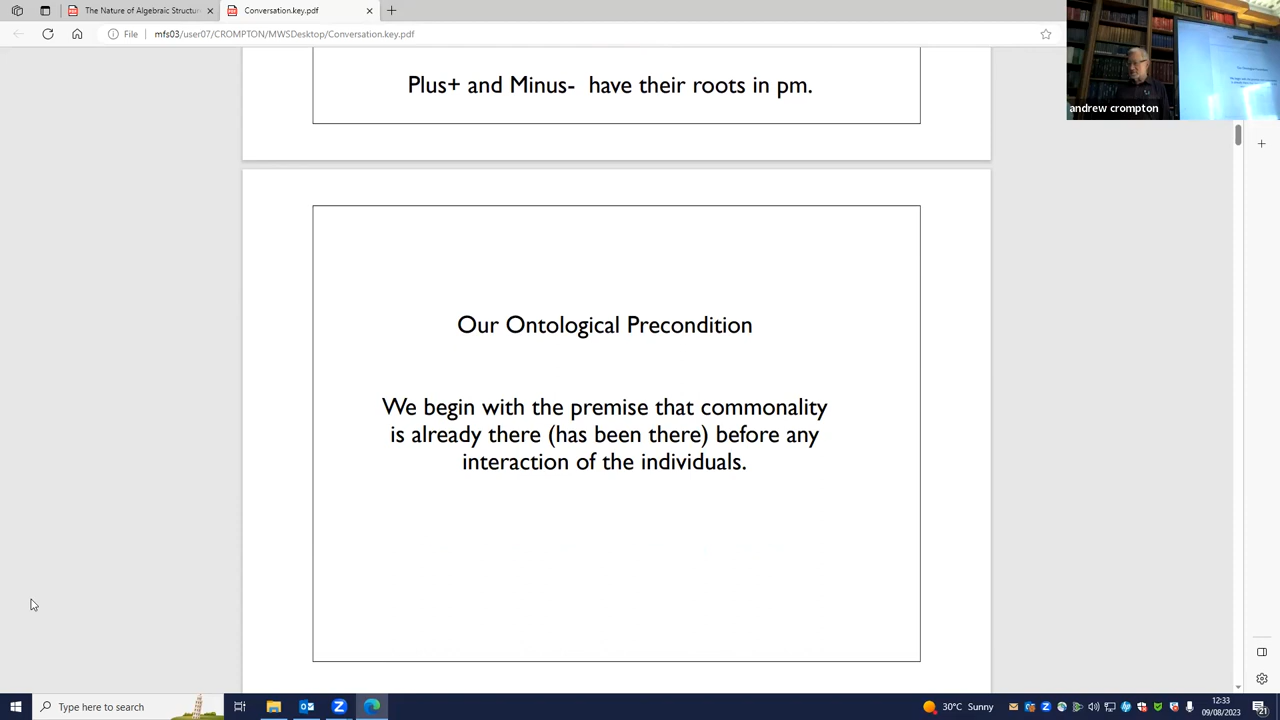 The Nature of Algebraic Structur
Conversation.key.pdf
File
mfs03/user07/CROMPTON/MWSDesktop/Conversation.key.pdf
andrew crompton
Plus+ and Minus-  have their roots in pm.
Our Ontological Precondition
We begin with the premise that commonality
is already there (has been there) before any
interaction of the individuals.
Type here to search
30°C Sunny
12:33
09/08/2023
21